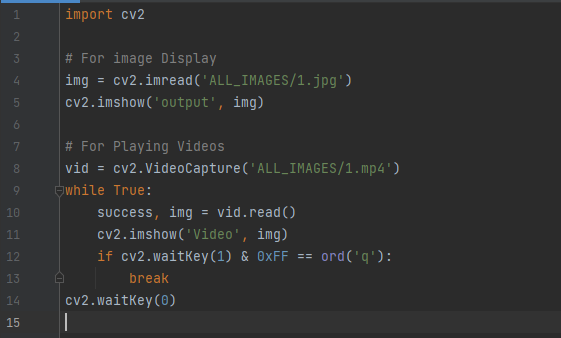 1 import cv2
2
3 # For image Display
4 img = cv2.imread('ALL_IMAGES/1.jpg')
5 cv2.imshow('output', img)
6
7 # For Playing Videos
8 vid = cv2.VideoCapture('ALL_IMAGES/1.mp4')
9 while True:
10     success, img = vid.read()
11     cv2.imshow('Video', img)
12     if cv2.waitKey(1) & 0xFF == ord('q'):
13         break
14 cv2.waitKey(0)
15